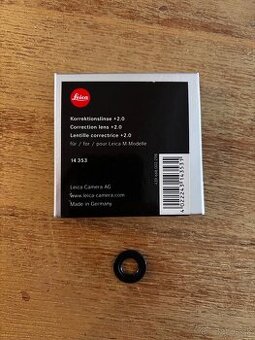 Leica
Korrektionslinse +2.0
Correction lens +2.0
Lentille correctrice +2.0
für / for / pour Leica M-Modelle
14 353
Leica Camera AG
www.leica-camera.com
Made in Germany
4022243143531